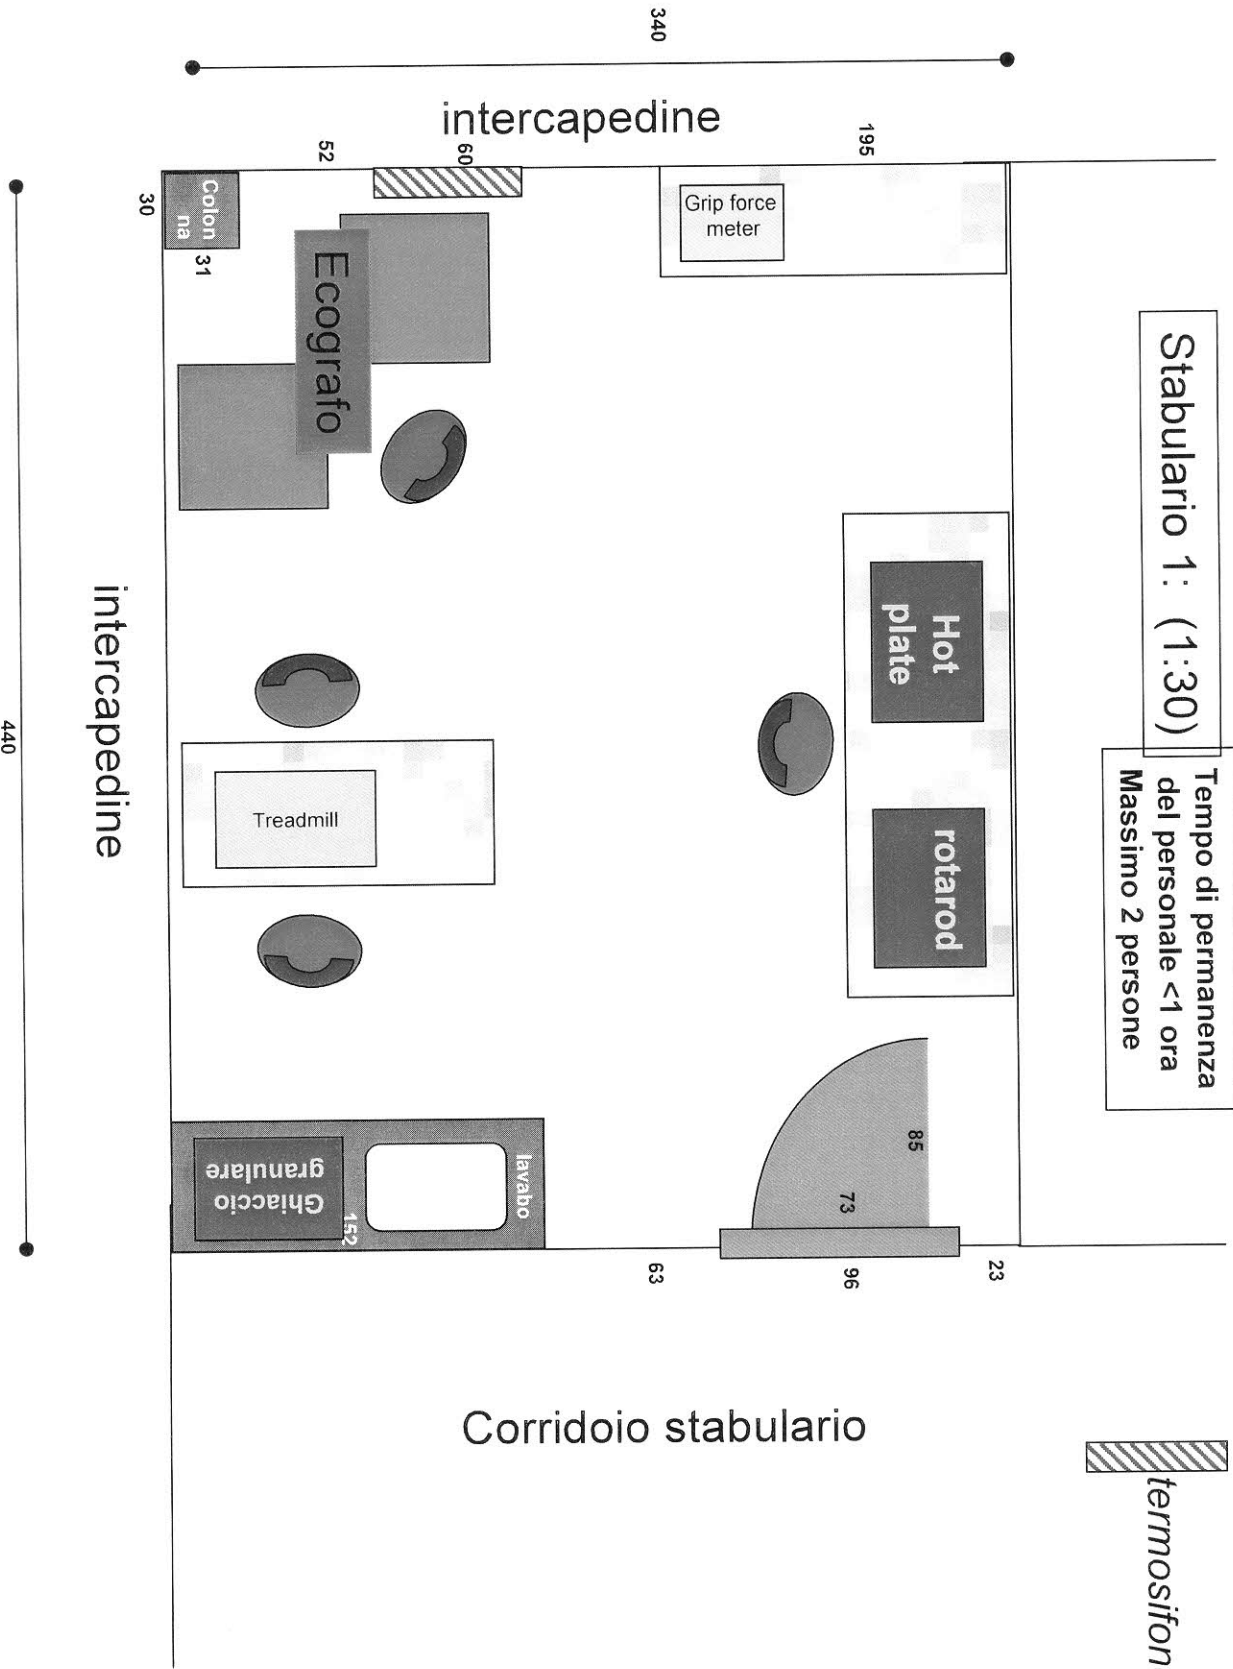 Stabulario 1: (1:30)
Tempo di permanenza
del personale <1 ora
Massimo 2 persone
340
intercapedine
52
60
195
30
Colon
na
31
Grip force
meter
Ecografo
Hot
plate
rotarod
intercapedine
440
Treadmill
85
73
Ghiaccio
granulare
152
lavabo
63
96
23
Corridoio stabulario
termosifon